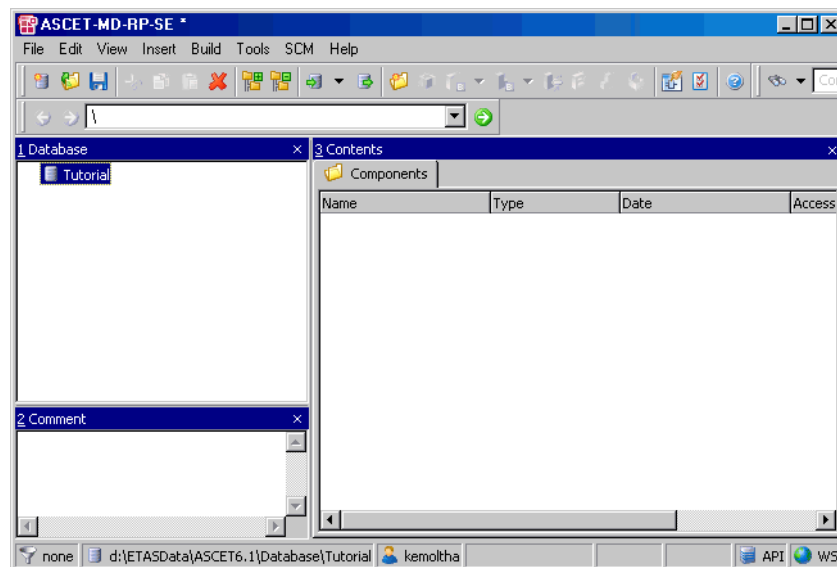 ASCET-MD-RP-SE *
File Edit View Insert Build Tools SCM Help
\
1 Database
Tutorial
3 Contents
Components
Name Type Date Access
2 Comment
none d:\ETASData\ASCET6.1\Database\Tutorial kemoltha API WS